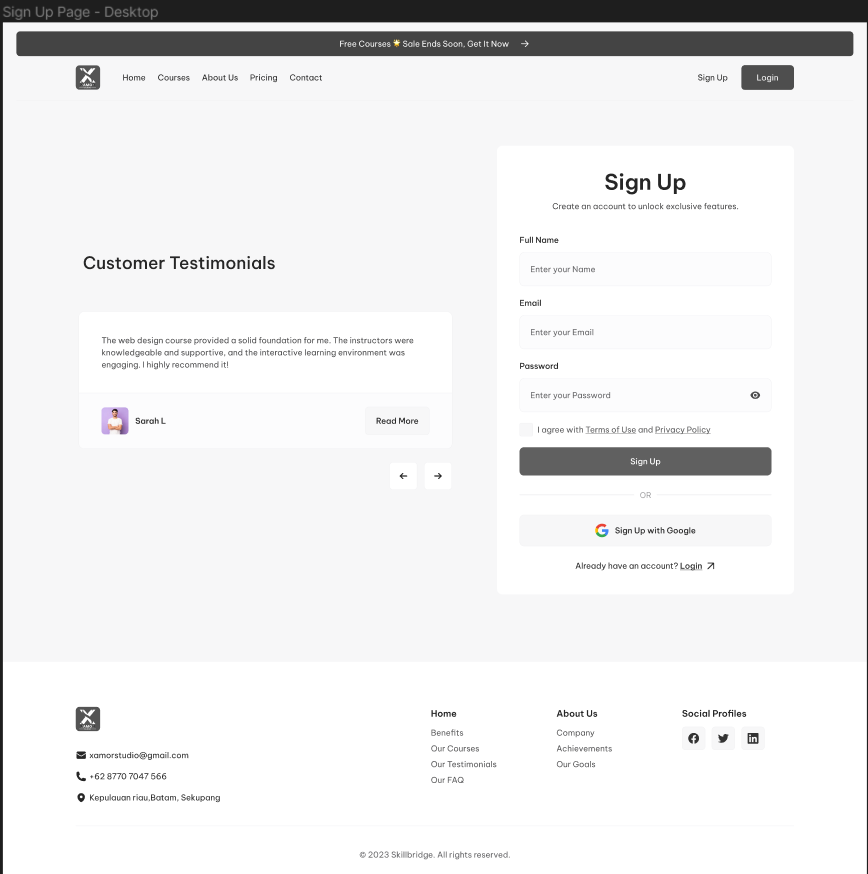 Sign Up Page - Desktop
Free Courses 🌟 Sale Ends Soon, Get It Now →
Home Courses About Us Pricing Contact Sign Up Login
Customer Testimonials
The web design course provided a solid foundation for me. The instructors were
knowledgeable and supportive, and the interactive learning environment was
engaging. I highly recommend it!
Sarah L
Read More
Sign Up
Create an account to unlock exclusive features.
Full Name
Enter your Name
Email
Enter your Email
Password
Enter your Password
I agree with Terms of Use and Privacy Policy
Sign Up
OR
Sign Up with Google
Already have an account? Login
xamorstudio@gmail.com
+62 8770 7047 566
Kepulauan riau,Batam, Sekupang
Home
Benefits
Our Courses
Our Testimonials
Our FAQ
About Us
Company
Achievements
Our Goals
Social Profiles
© 2023 Skillbridge. All rights reserved.